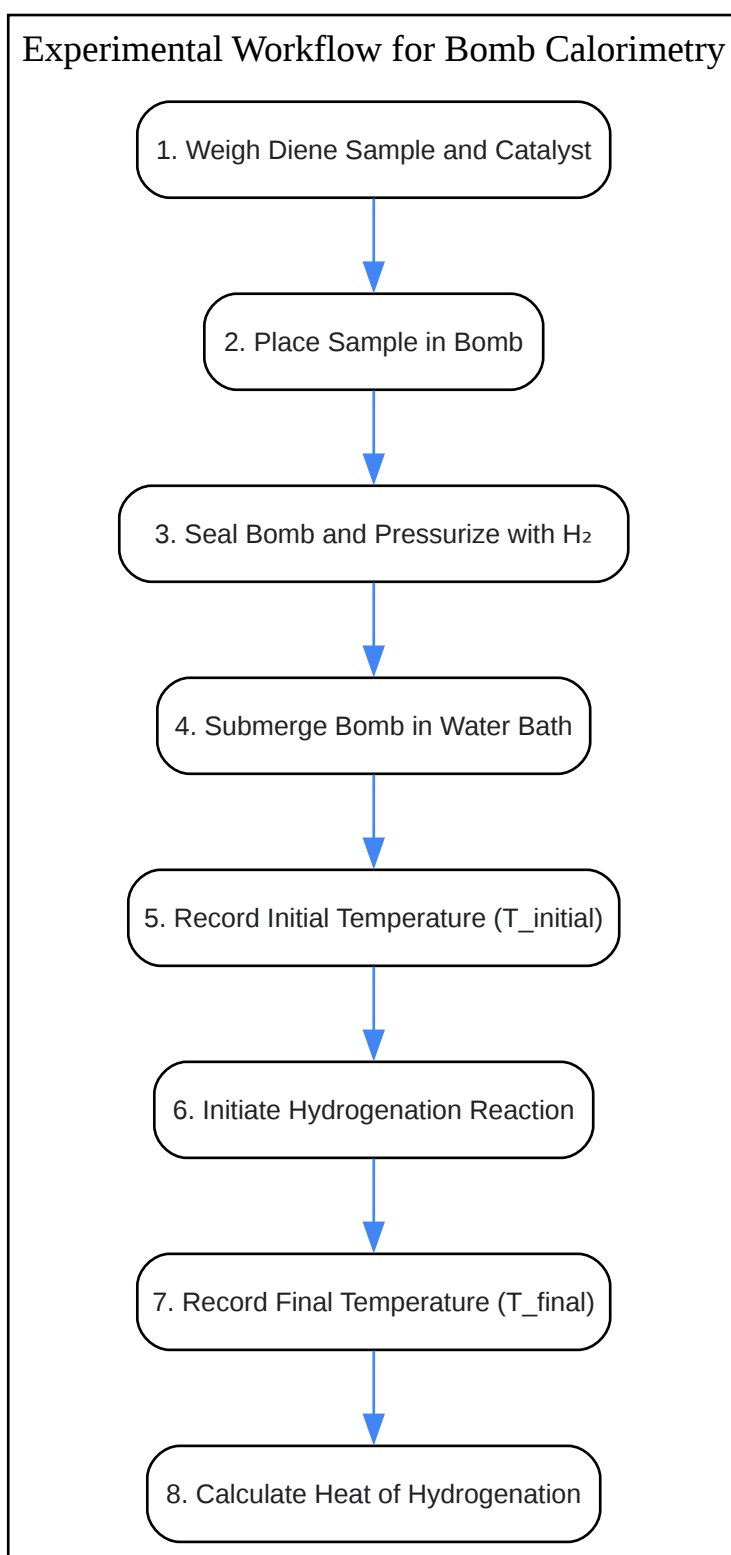 Experimental Workflow for Bomb Calorimetry
1. Weigh Diene Sample and Catalyst
2. Place Sample in Bomb
3. Seal Bomb and Pressurize with H₂
4. Submerge Bomb in Water Bath
5. Record Initial Temperature (T_initial)
6. Initiate Hydrogenation Reaction
7. Record Final Temperature (T_final)
8. Calculate Heat of Hydrogenation